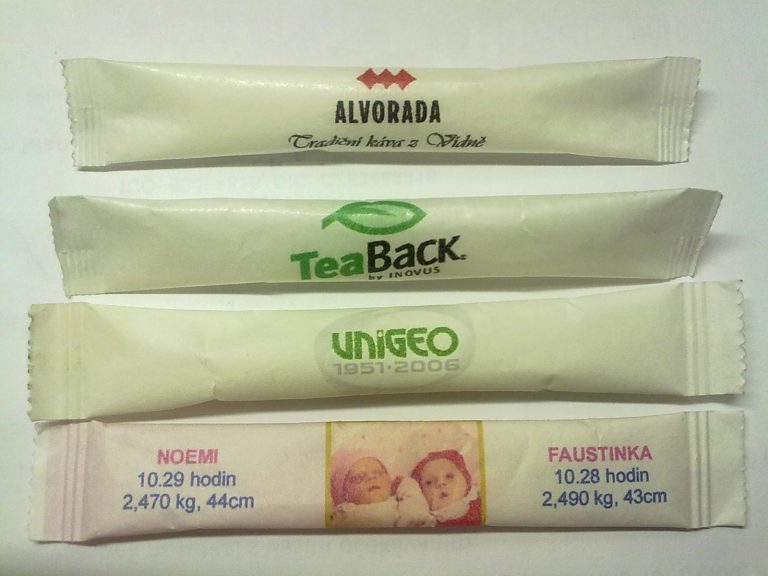 ALVORADA
Tradiční káva z Vídně
TeaBack
by INOVUS
UNIGEO
1951·2006
NOEMI
10.29 hodin
2,470 kg, 44cm
FAUSTINKA
10.28 hodin
2,490 kg, 43cm